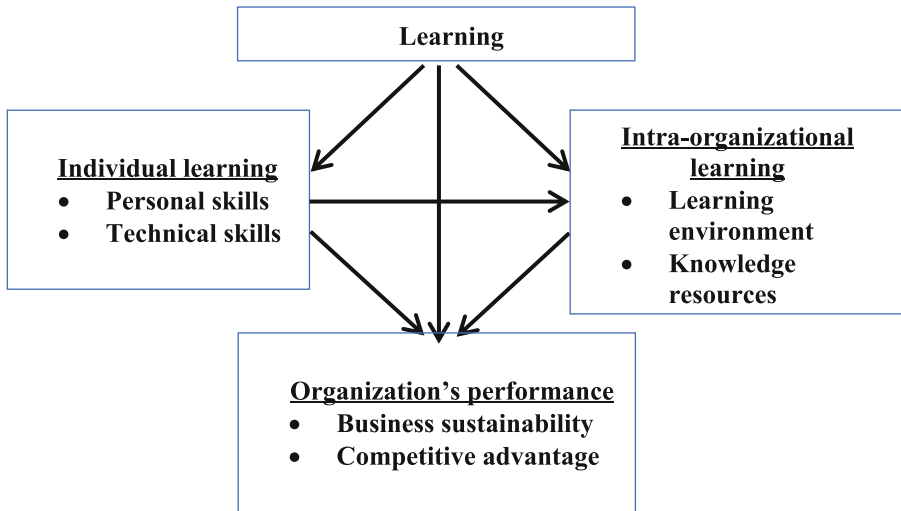 Learning
Individual learning
• Personal skills
• Technical skills
Intra-organizational
learning
• Learning
environment
• Knowledge
resources
Organization’s performance
• Business sustainability
• Competitive advantage